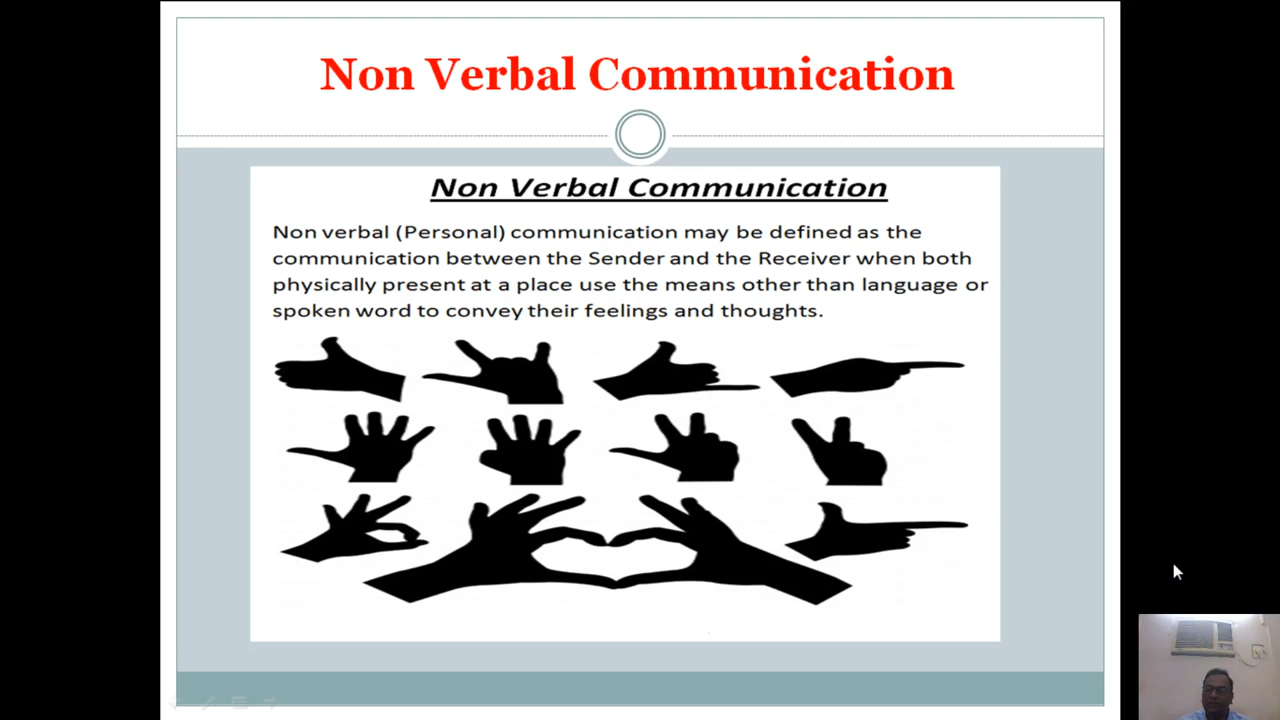 Non Verbal Communication
Non Verbal Communication
Non verbal (Personal) communication may be defined as the
communication between the Sender and the Receiver when both
physically present at a place use the means other than language or
spoken word to convey their feelings and thoughts.